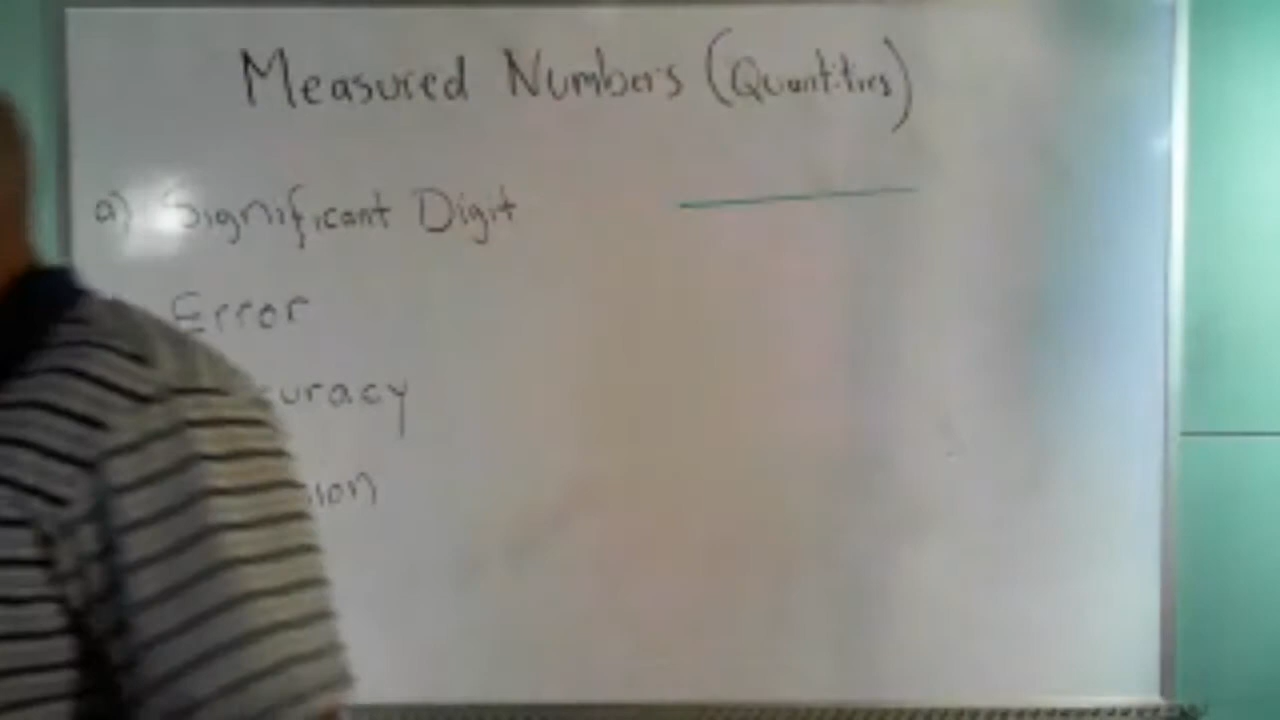 Measured Numbers (Quantities)
a) Significant Digit
Error
uracy
ion